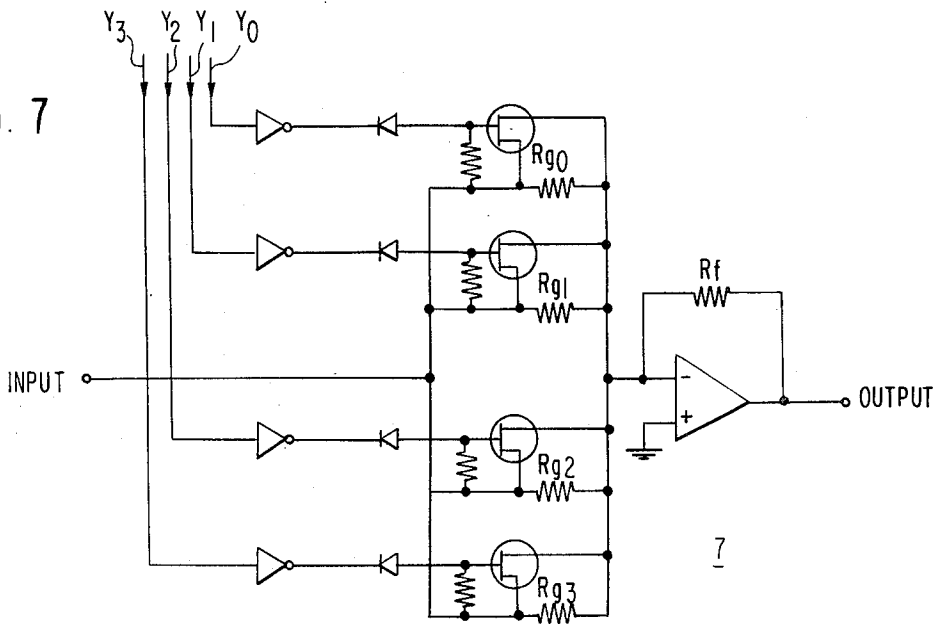 Y3 Y2 Y1 Y0
. 7
Rg0
Rg1
Rf
INPUT
-
+
OUTPUT
Rg2
7
Rg3